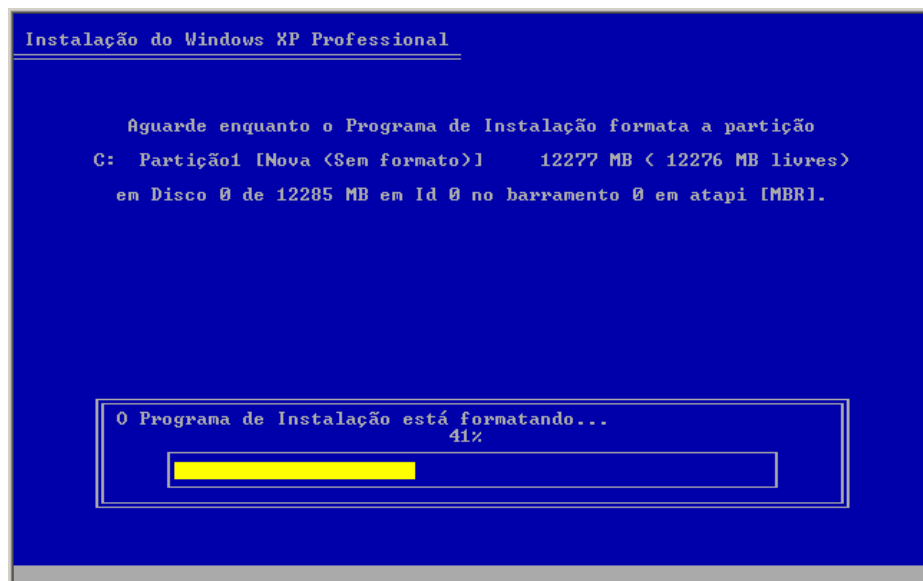 Instalação do Windows XP Professional
Aguarde enquanto o Programa de Instalação formata a partição
C: Partição1 [Nova (Sem formato)] 12277 MB ( 12276 MB livres)
em Disco 0 de 12285 MB em Id 0 no barramento 0 em atapi [MBR].
O Programa de Instalação está formatando...
41%